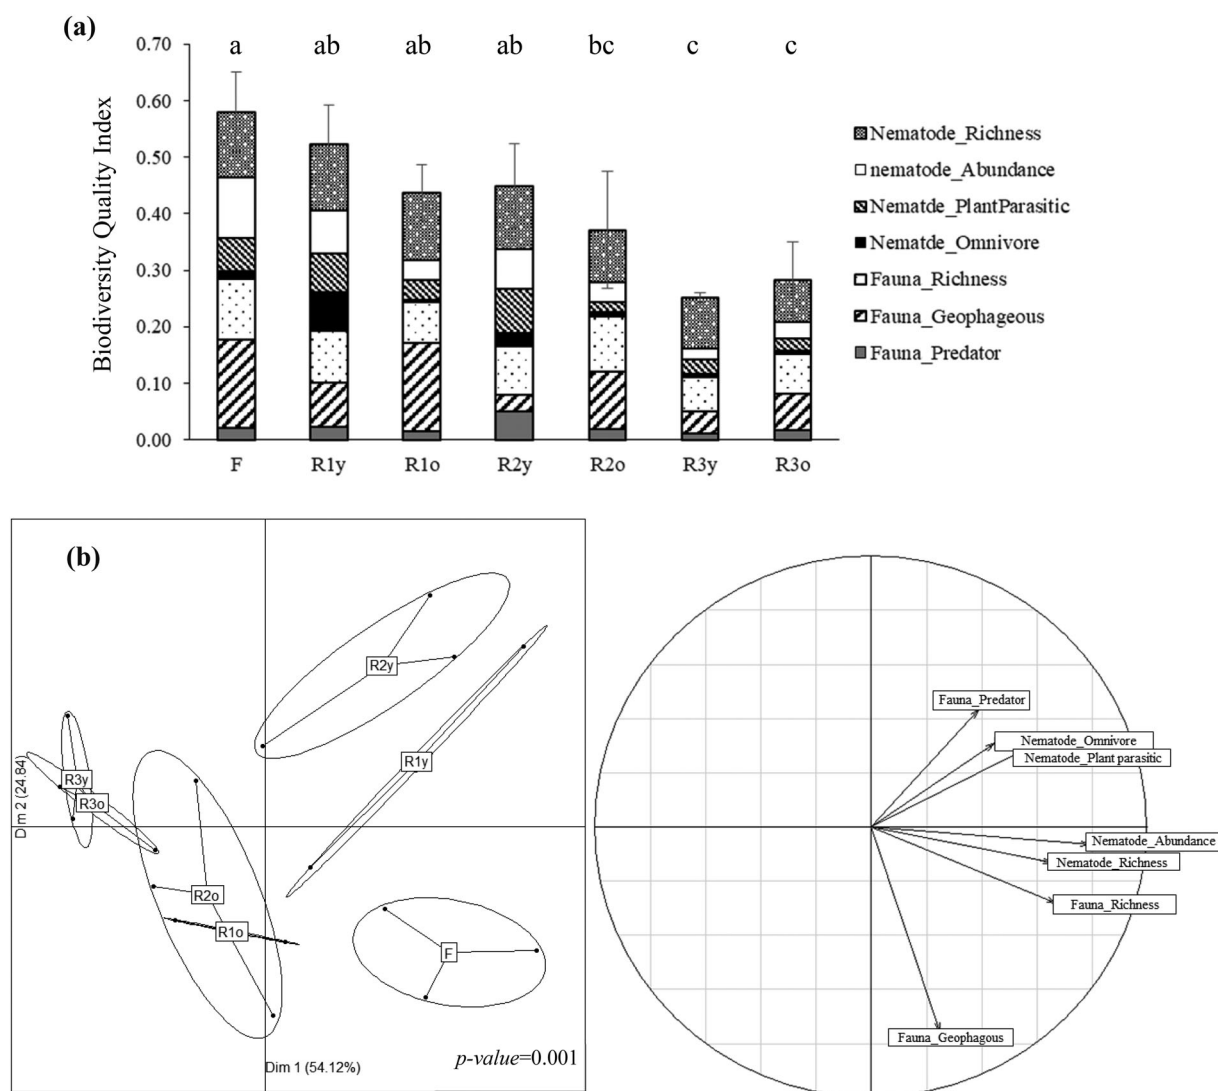 (a)
a ab ab ab bc c c
Biodiversity Quality Index
0.70
0.60
0.50
0.40
0.30
0.20
0.10
0.00
F R1y R1o R2y R2o R3y R3o
Nematode_Richness
nematode_Abundance
Nematde_PlantParasitic
Nematde_Omnivore
Fauna_Richness
Fauna_Geophageous
Fauna_Predator
(b)
R2y
R1y
R3y
R3o
R2o
R1o
F
Dim 2 (24.84)
Dim 1 (54.12%)
p-value=0.001
Fauna_Predator
Nematode_Omnivore
Nematode_Plant parasitic
Nematode_Abundance
Nematode_Richness
Fauna_Richness
Fauna_Geophagous